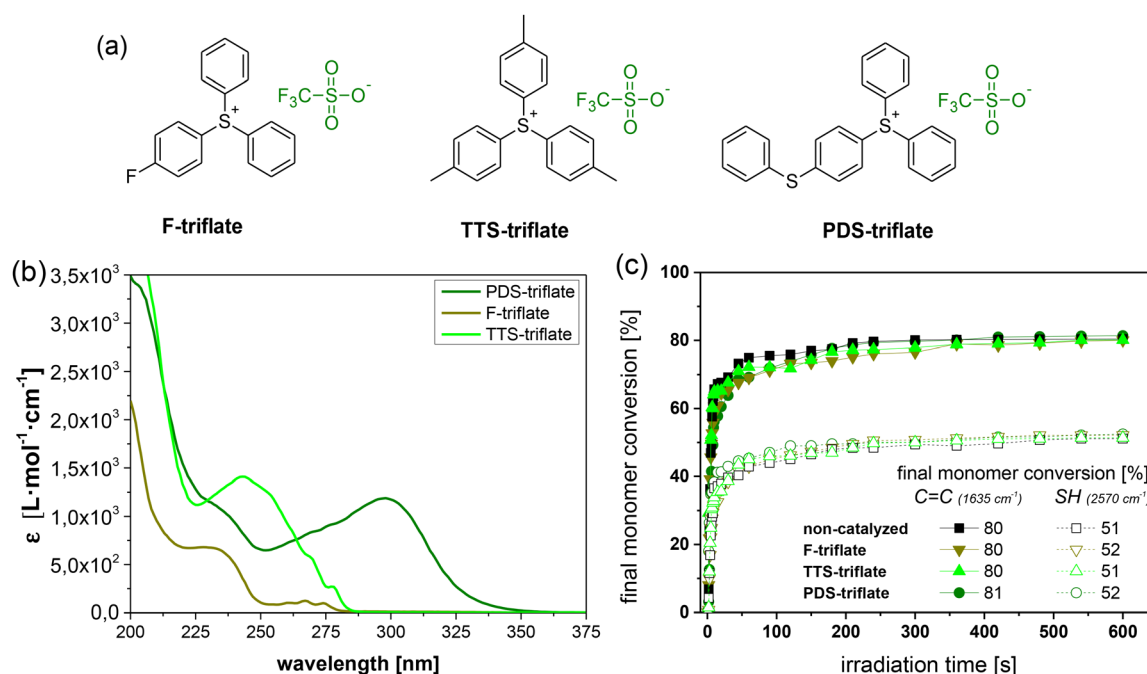 (a)
F
S
+
F₃C
S
O
O
O⁻
F-triflate
S
+
F₃C
S
O
O
O⁻
TTS-triflate
S
S
+
F₃C
S
O
O
O⁻
PDS-triflate
(b)
3,5x10³
3,0x10³
2,5x10³
2,0x10³
1,5x10³
1,0x10³
5,0x10²
0,0
ε [L·mol⁻¹·cm⁻¹]
PDS-triflate
F-triflate
TTS-triflate
200 225 250 275 300 325 350 375
wavelength [nm]
(c)
100
80
60
40
20
0
final monomer conversion [%]
final monomer conversion [%]
C=C (1635 cm⁻¹) SH (2570 cm⁻¹)
non-catalyzed 80 51
F-triflate 80 52
TTS-triflate 80 51
PDS-triflate 81 52
0 100 200 300 400 500 600
irradiation time [s]